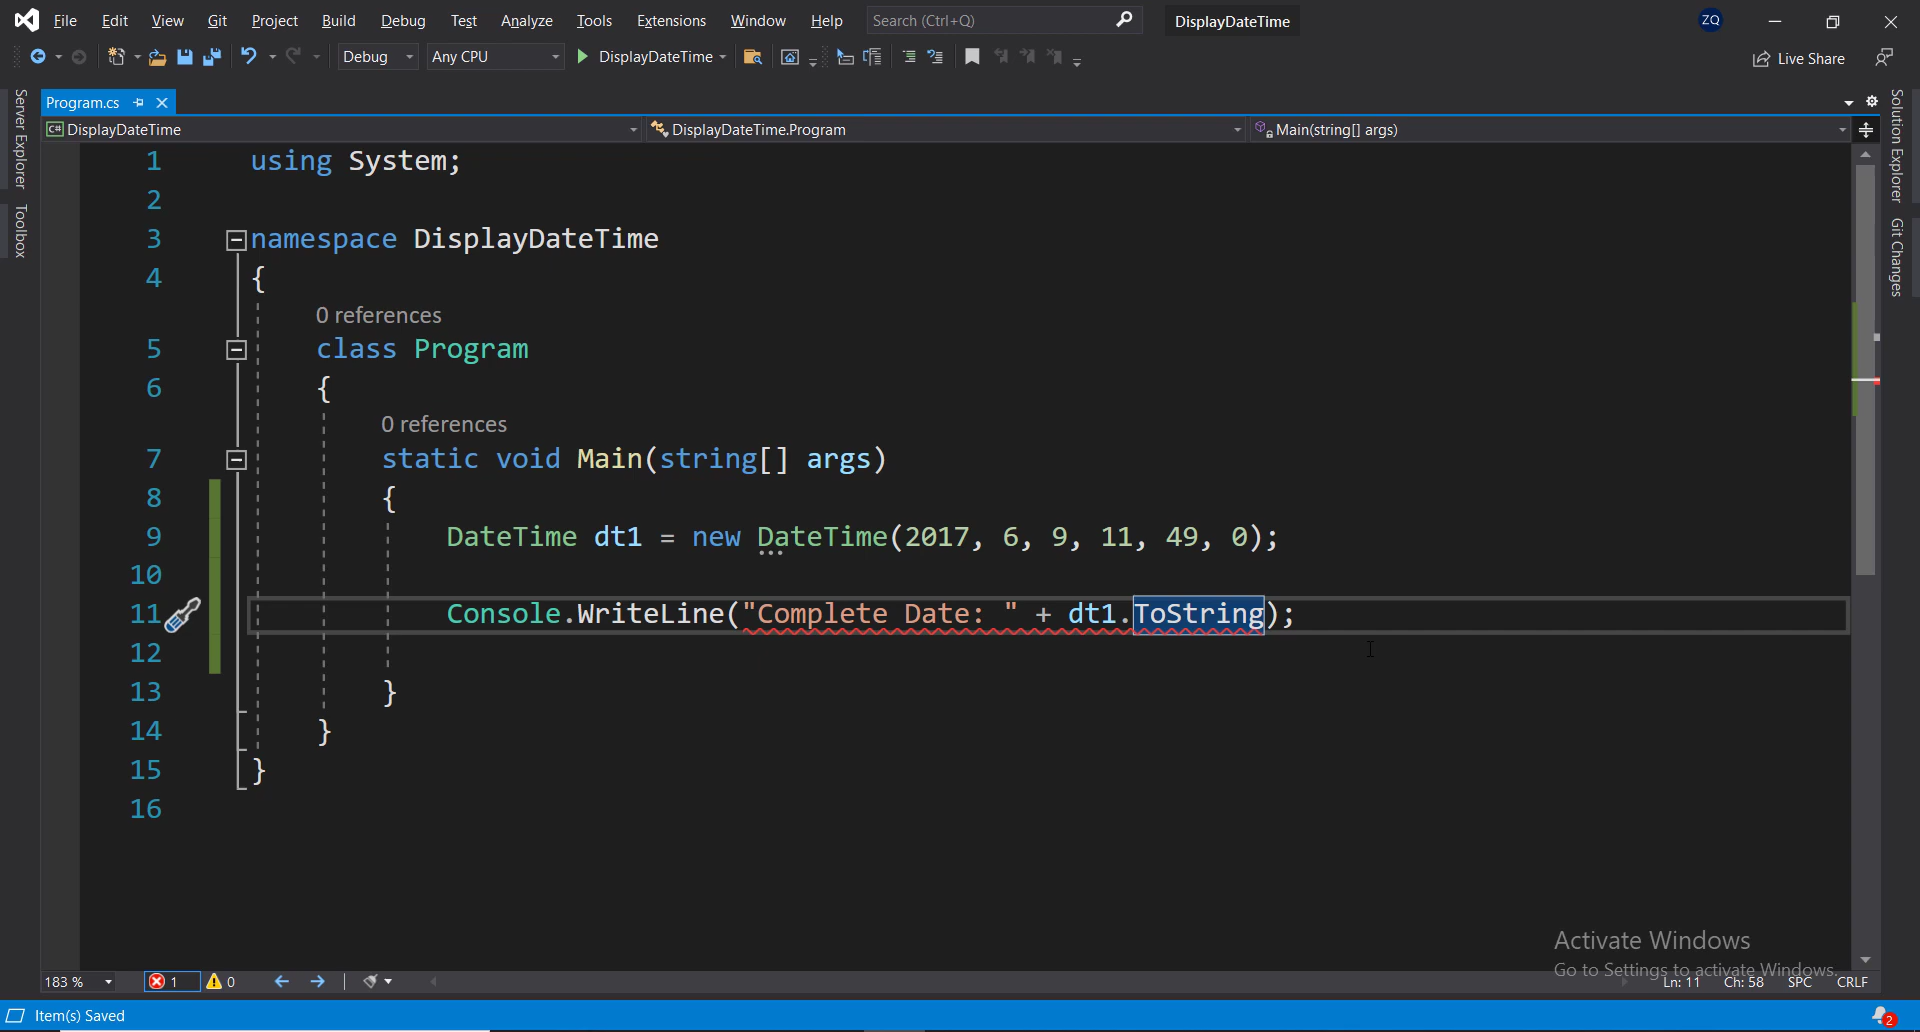 File Edit View Git Project Build Debug Test Analyze Tools Extensions Window Help Search (Ctrl+Q) DisplayDateTime ZQ
Debug Any CPU DisplayDateTime Live Share
Server Explorer
Toolbox
Program.cs
DisplayDateTime DisplayDateTime.Program Main(string[] args)
Solution Explorer
Git Changes
1 using System;
2
3 namespace DisplayDateTime
4 {
0 references
5 class Program
6 {
0 references
7 static void Main(string[] args)
8 {
9 DateTime dt1 = new DateTime(2017, 6, 9, 11, 49, 0);
10
11 Console.WriteLine("Complete Date: " + dt1.ToString);
12
13 }
14 }
15 }
16
Activate Windows
Go to Settings to activate Windows.
183 % 1 0 Ln: 11 Ch: 58 SPC CRLF
Item(s) Saved 2